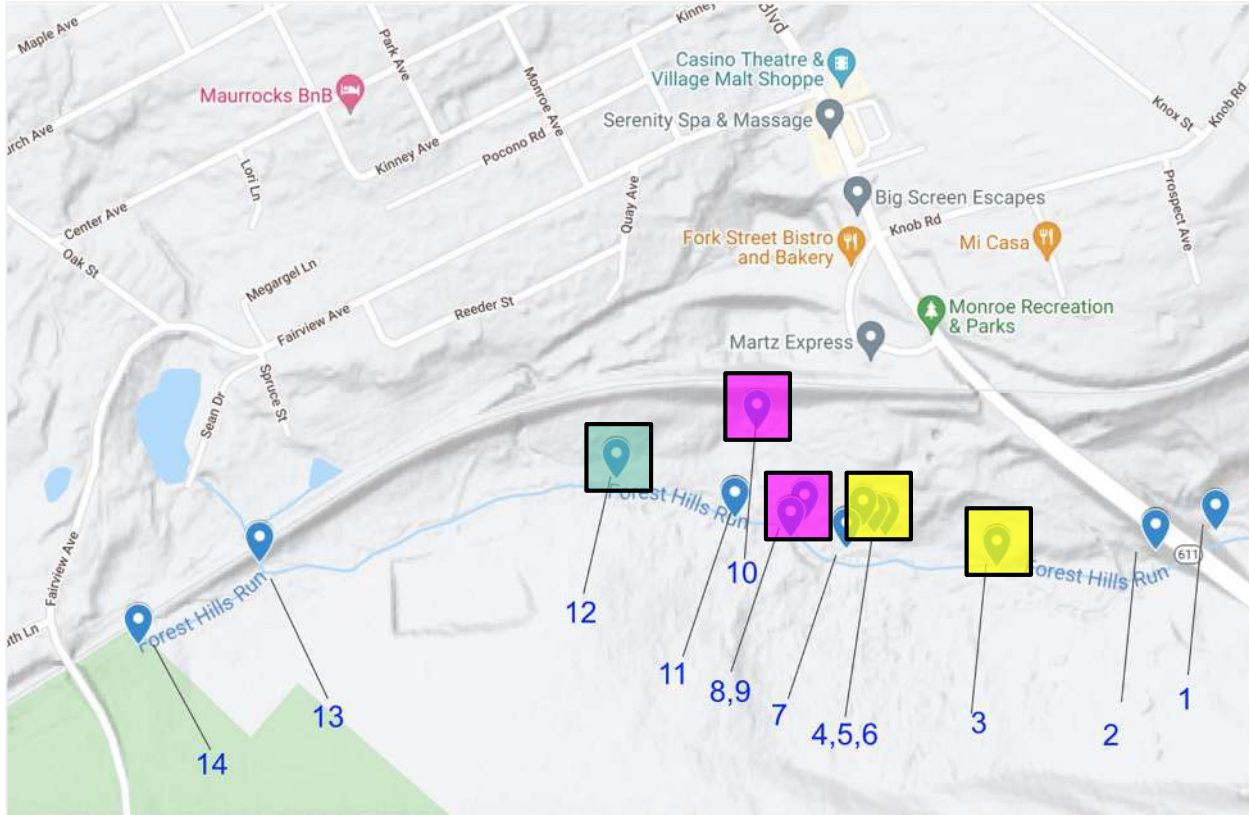 Maple Ave
Park Ave
Kinney
Blvd
Casino Theatre &
Village Malt Shoppe
Maurrocks BnB
Monroe Ave
Serenity Spa & Massage
Knox St
Knob Rd
urch Ave
Kinney Ave
Pocono Rd
Lori Ln
Quay Ave
Prospect Ave
Big Screen Escapes
Center Ave
Knob Rd
Fork Street Bistro
and Bakery
Mi Casa
Oak St
Megargel Ln
Reeder St
Monroe Recreation
& Parks
Fairview Ave
Martz Express
Spruce St
Sean Dr
Forest Hills Run
Fairview Ave
611
Forest Hills Run
Forest Hills Run
uth Ln
10
12
11
8,9
7
4,5,6
3
2
1
13
14